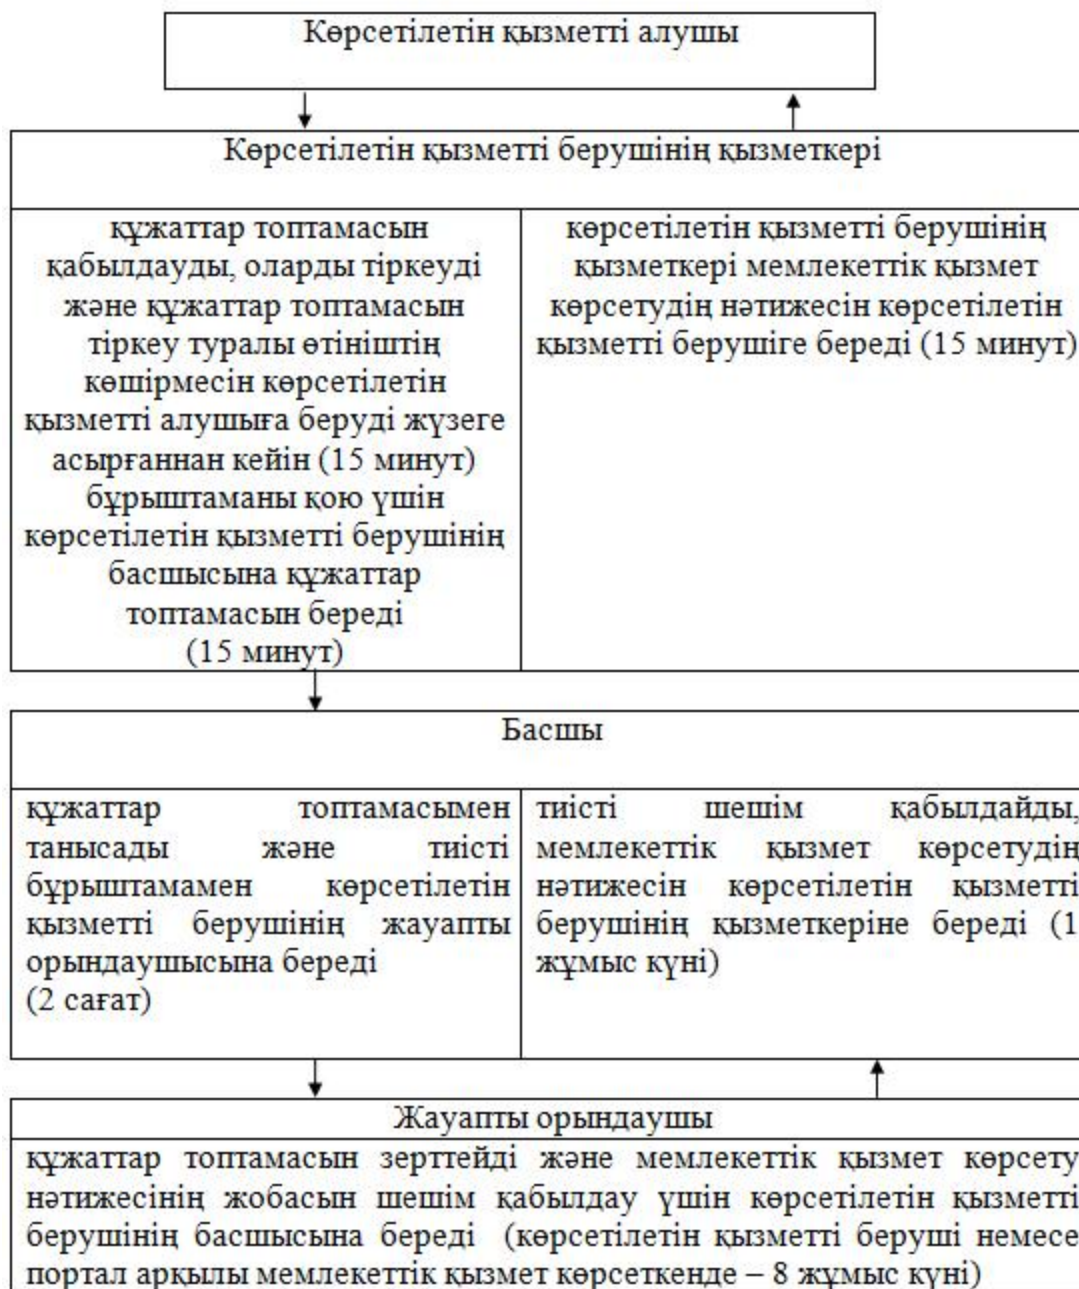 Көрсетілетін қызметті алушы
Көрсетілетін қызметті берушінің қызметкері
құжаттар топтамасын
қабылдауды, оларды тіркеуді
және құжаттар топтамасын
тіркеу туралы өтініштің
көшірмесін көрсетілетін
қызметті алушыға беруді жүзеге
асырғаннан кейін (15 минут)
бұрыштаманы қою үшін
көрсетілетін қызметті берушінің
басшысына құжаттар
топтамасын береді
(15 минут)
көрсетілетін қызметті берушінің
қызметкері мемлекеттік қызмет
көрсетудің нәтижесін көрсетілетін
қызметті берушіге береді (15 минут)
Басшы
құжаттар топтамасымен
танысады және тиісті
бұрыштамамен көрсетілетін
қызметті берушінің жауапты
орындаушысына береді
(2 сағат)
тиісті шешім қабылдайды,
мемлекеттік қызмет көрсетудің
нәтижесін көрсетілетін қызметті
берушінің қызметкеріне береді (1
жұмыс күні)
Жауапты орындаушы
құжаттар топтамасын зерттейді және мемлекеттік қызмет көрсету
нәтижесінің жобасын шешім қабылдау үшін көрсетілетін қызметті
берушінің басшысына береді (көрсетілетін қызметті беруші немесе
портал арқылы мемлекеттік қызмет көрсеткенде – 8 жұмыс күні)